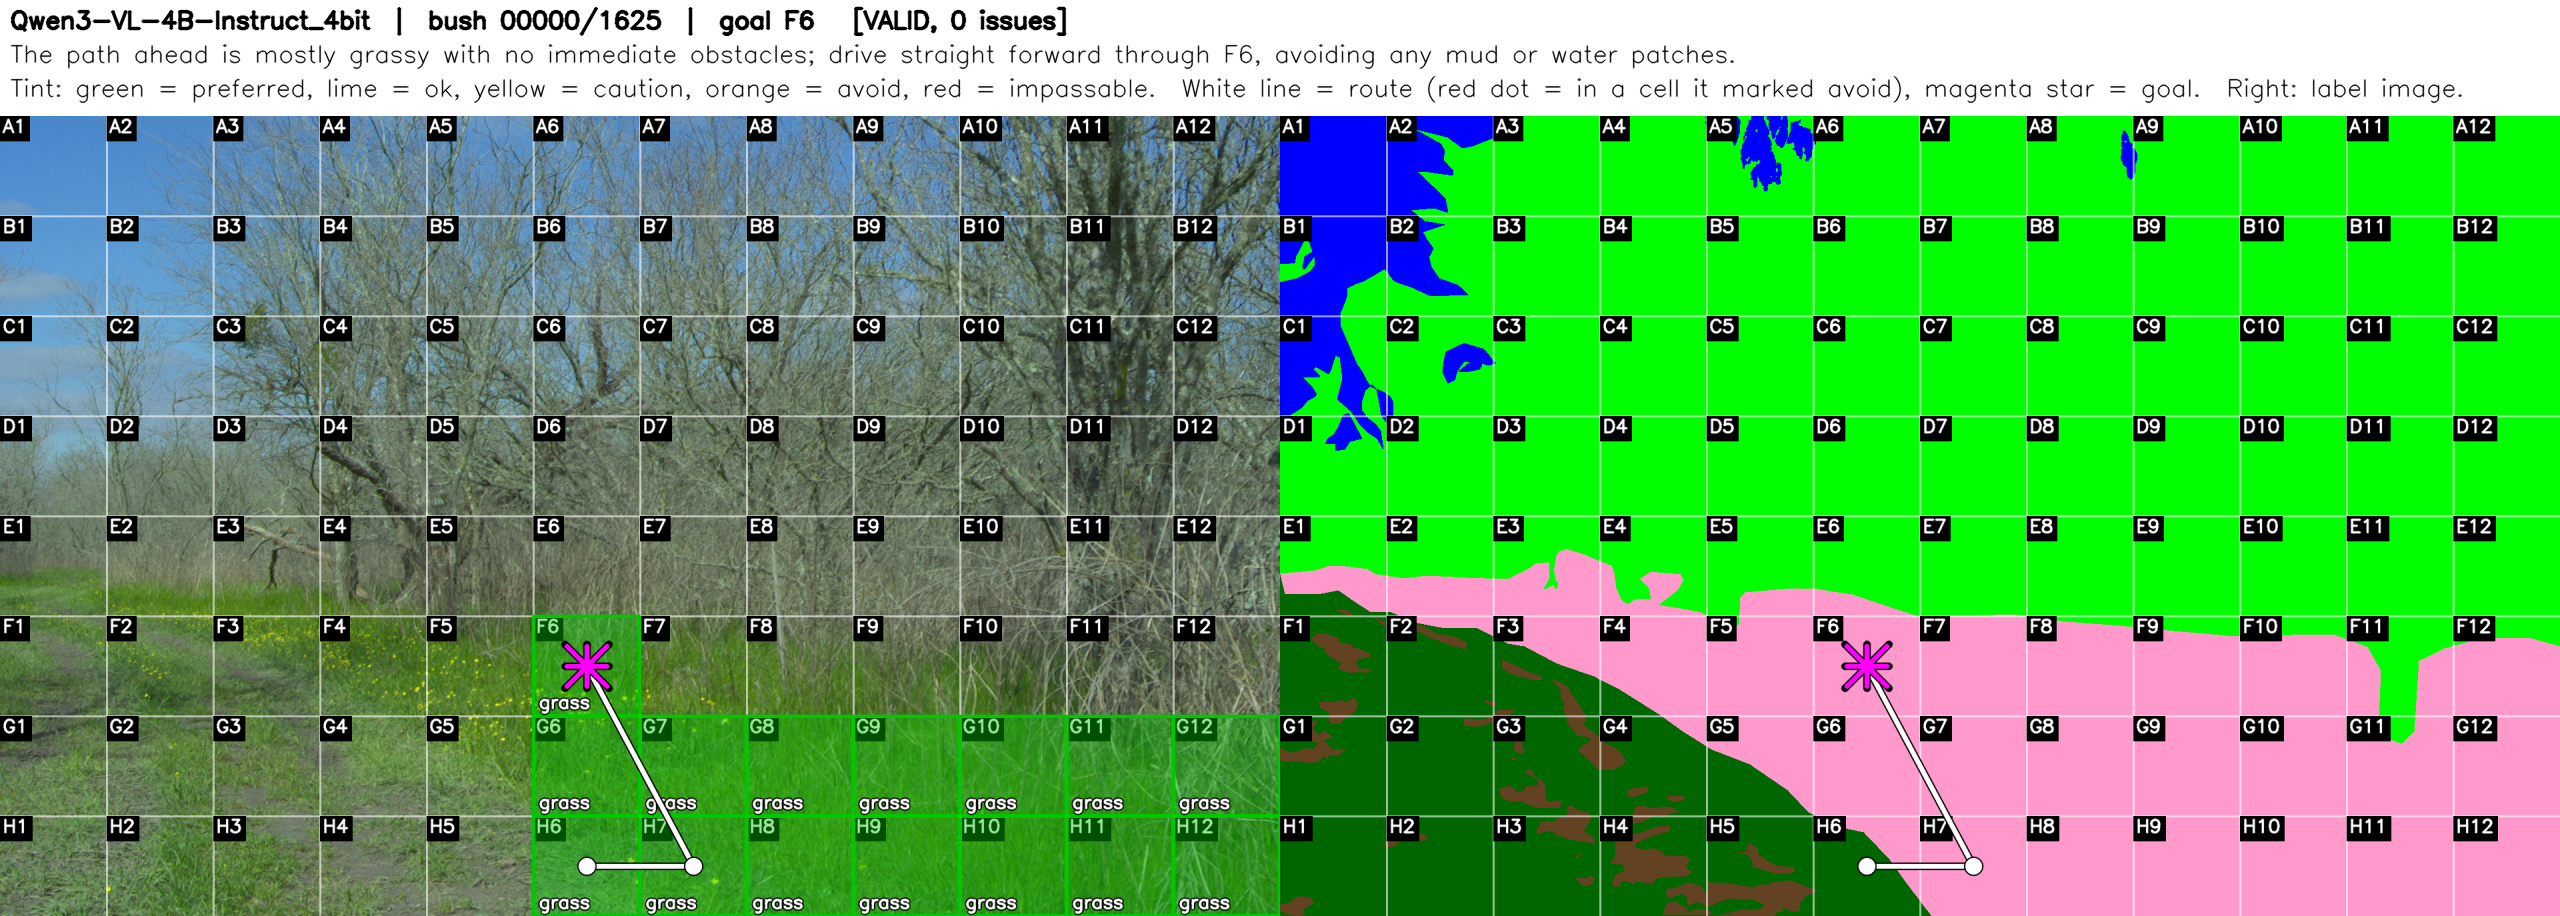 Qwen3-VL-4B-Instruct_4bit | bush 00000/1625 | goal F6 [VALID, 0 issues]
The path ahead is mostly grassy with no immediate obstacles; drive straight forward through F6, avoiding any mud or water patches.
Tint: green = preferred, lime = ok, yellow = caution, orange = avoid, red = impassable. White line = route (red dot = in a cell it marked avoid), magenta star = goal. Right: label image.
A1 A2 A3 A4 A5 A6 A7 A8 A9 A10 A11 A12 A1 A2 A3 A4 A5 A6 A7 A8 A9 A10 A11 A12
B1 B2 B3 B4 B5 B6 B7 B8 B9 B10 B11 B12 B1 B2 B3 B4 B5 B6 B7 B8 B9 B10 B11 B12
C1 C2 C3 C4 C5 C6 C7 C8 C9 C10 C11 C12 C1 C2 C3 C4 C5 C6 C7 C8 C9 C10 C11 C12
D1 D2 D3 D4 D5 D6 D7 D8 D9 D10 D11 D12 D1 D2 D3 D4 D5 D6 D7 D8 D9 D10 D11 D12
E1 E2 E3 E4 E5 E6 E7 E8 E9 E10 E11 E12 E1 E2 E3 E4 E5 E6 E7 E8 E9 E10 E11 E12
F1 F2 F3 F4 F5 F6 F7 F8 F9 F10 F11 F12 F1 F2 F3 F4 F5 F6 F7 F8 F9 F10 F11 F12
grass
G1 G2 G3 G4 G5 G6 G7 G8 G9 G10 G11 G12 G1 G2 G3 G4 G5 G6 G7 G8 G9 G10 G11 G12
grass grass grass grass grass grass grass
H1 H2 H3 H4 H5 H6 H7 H8 H9 H10 H11 H12 H1 H2 H3 H4 H5 H6 H7 H8 H9 H10 H11 H12
grass grass grass grass grass grass grass